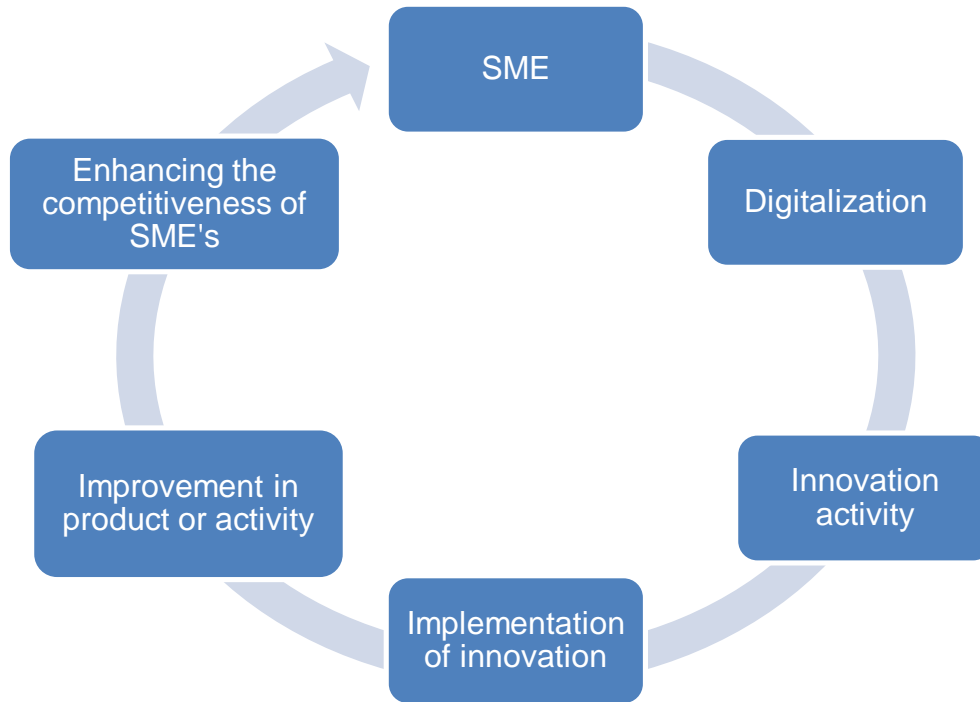 SME
Digitalization
Innovation
activity
Implementation
of innovation
Improvement in
product or activity
Enhancing the
competitiveness of
SME's